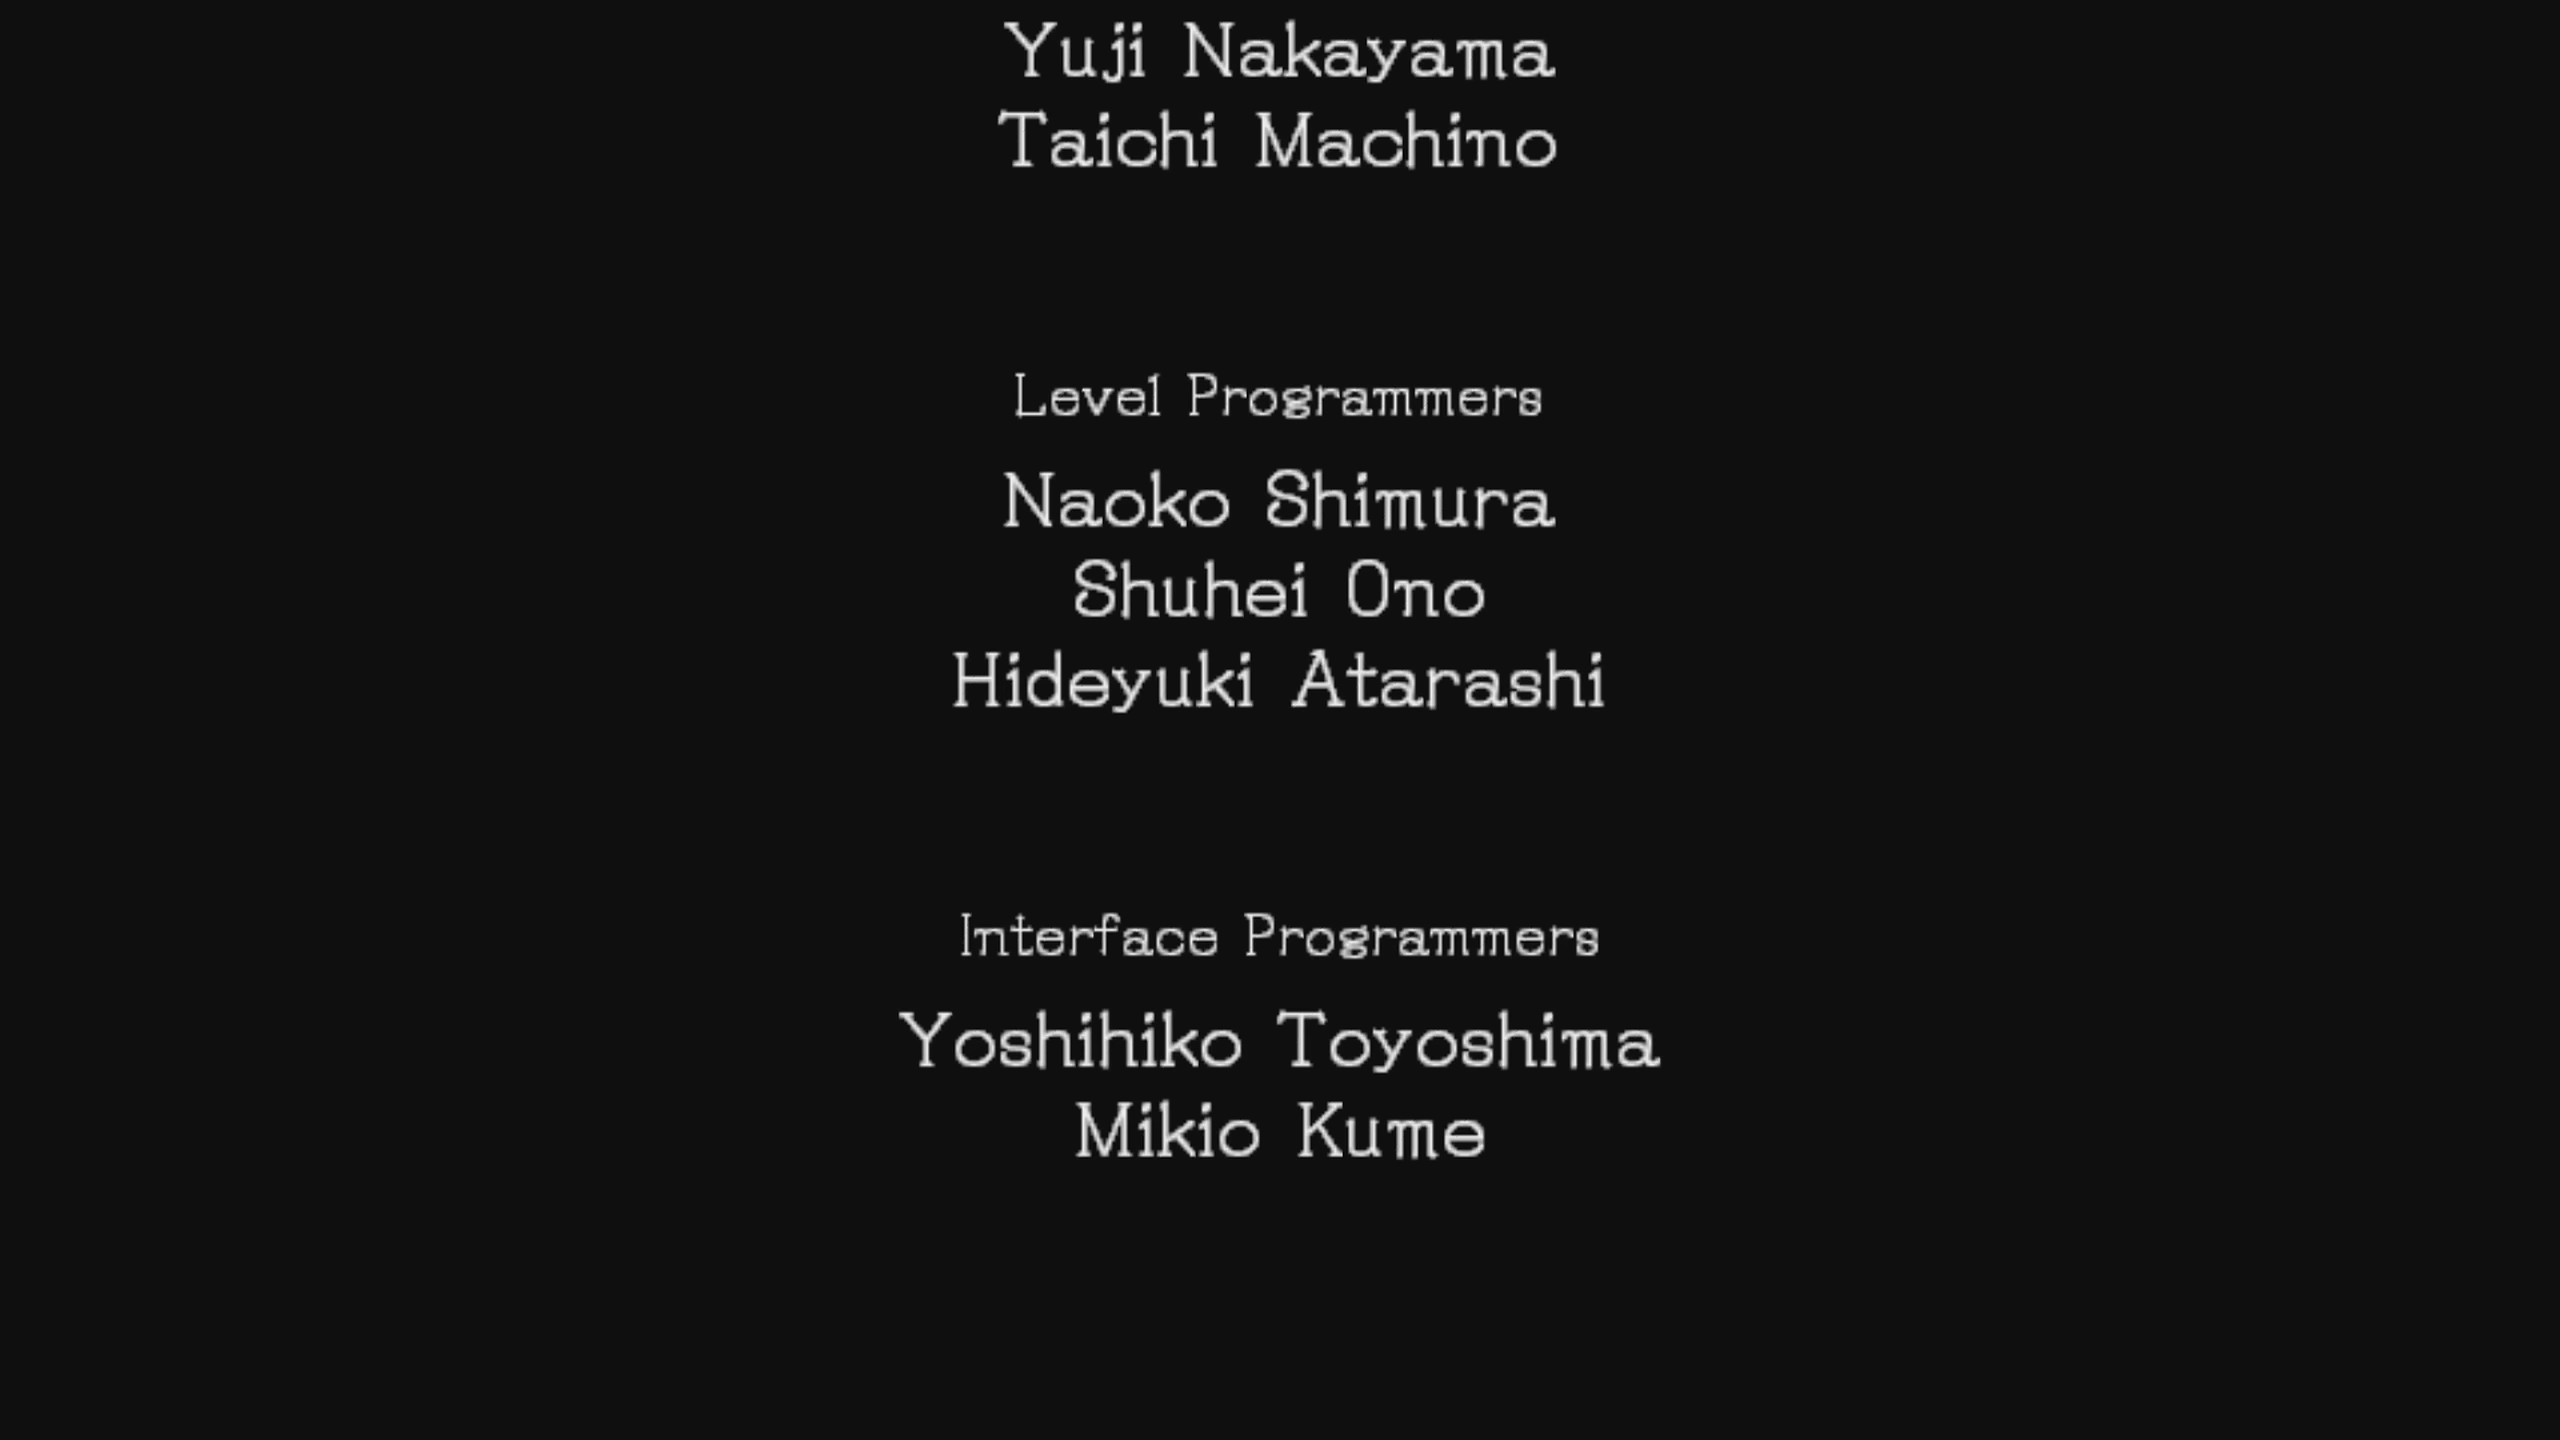 Yuji Nakayama
Taichi Machino
Level Programmers
Naoko Shimura
Shuhei Ono
Hideyuki Atarashi
Interface Programmers
Yoshihiko Toyoshima
Mikio Kume